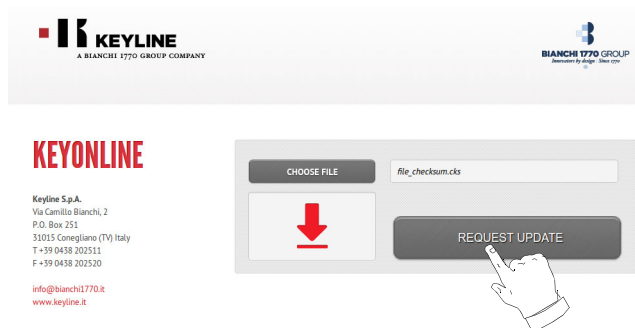 KEYLINE
A BIANCHI 1770 GROUP COMPANY
BIANCHI 1770 GROUP
Innovators by design | Since 1770
KEYONLINE
CHOOSE FILE
file_checksum.cks
Keyline S.p.A.
Via Camillo Bianchi, 2
P.O. Box 251
31015 Conegliano (TV) Italy
T +39 0438 202511
F +39 0438 202520
REQUEST UPDATE
info@bianchi1770.it
www.keyline.it